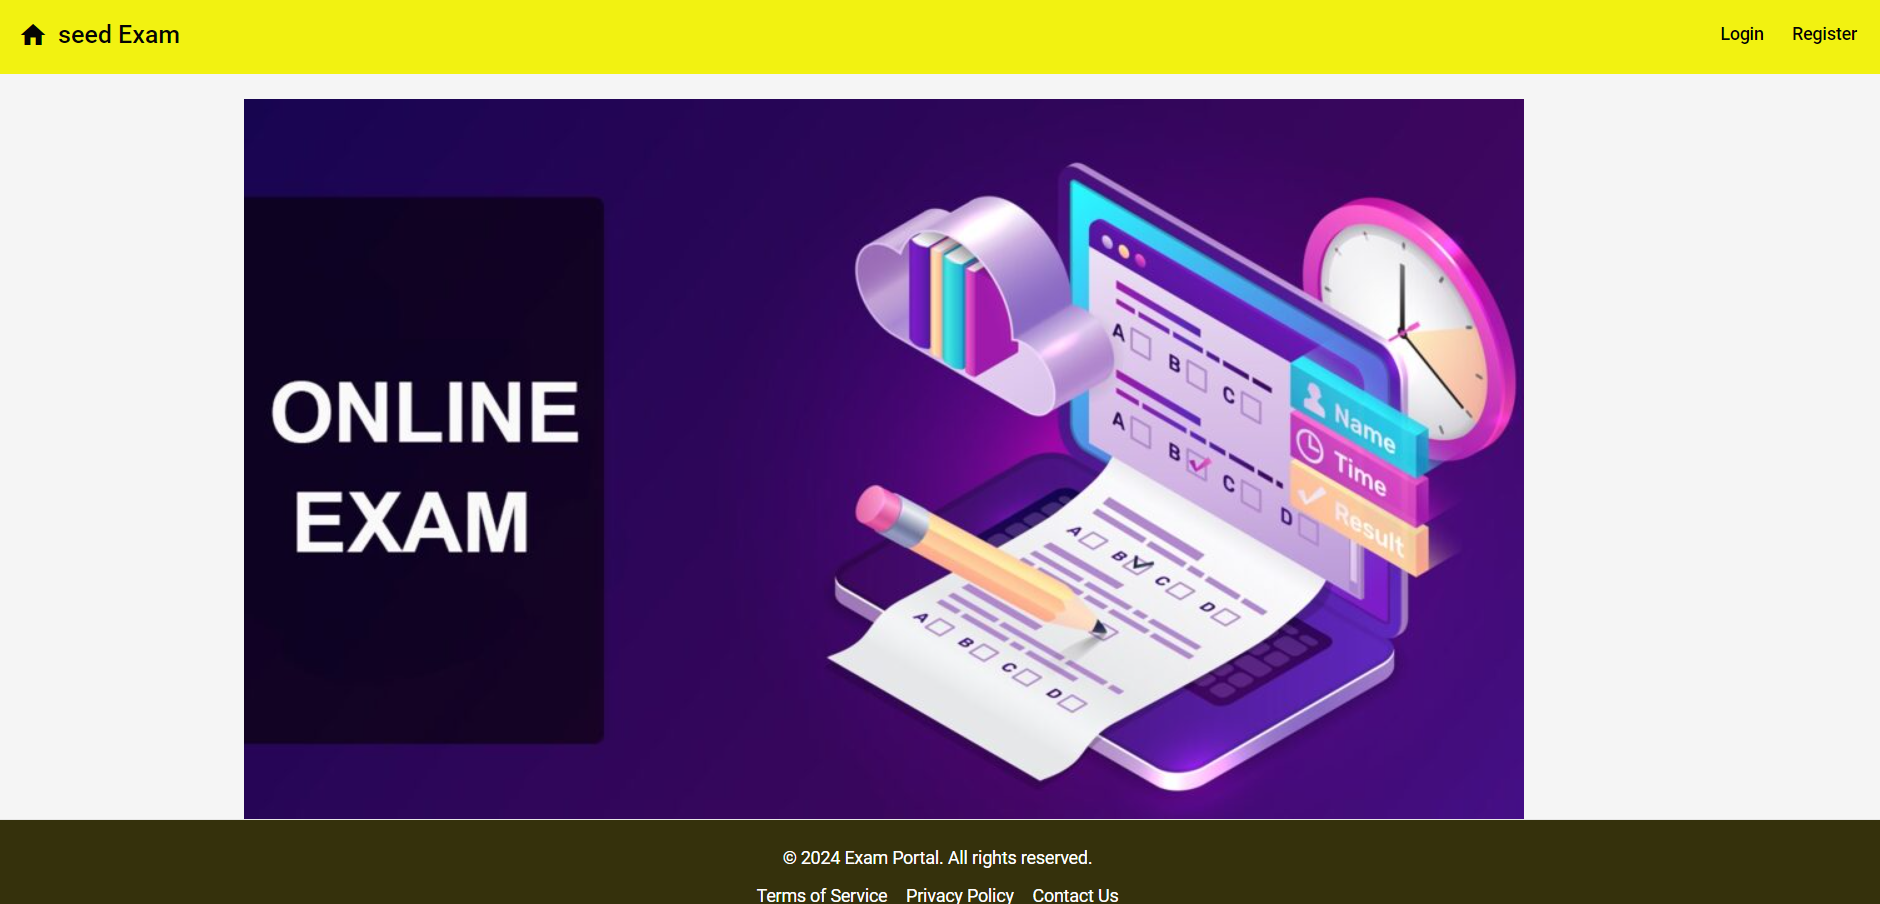 seed Exam
Login Register
ONLINE
EXAM
A
B
C
A
B
C
D
Name
Time
Result
A
B
C
D
A
B
C
D
© 2024 Exam Portal. All rights reserved.
Terms of Service Privacy Policy Contact Us